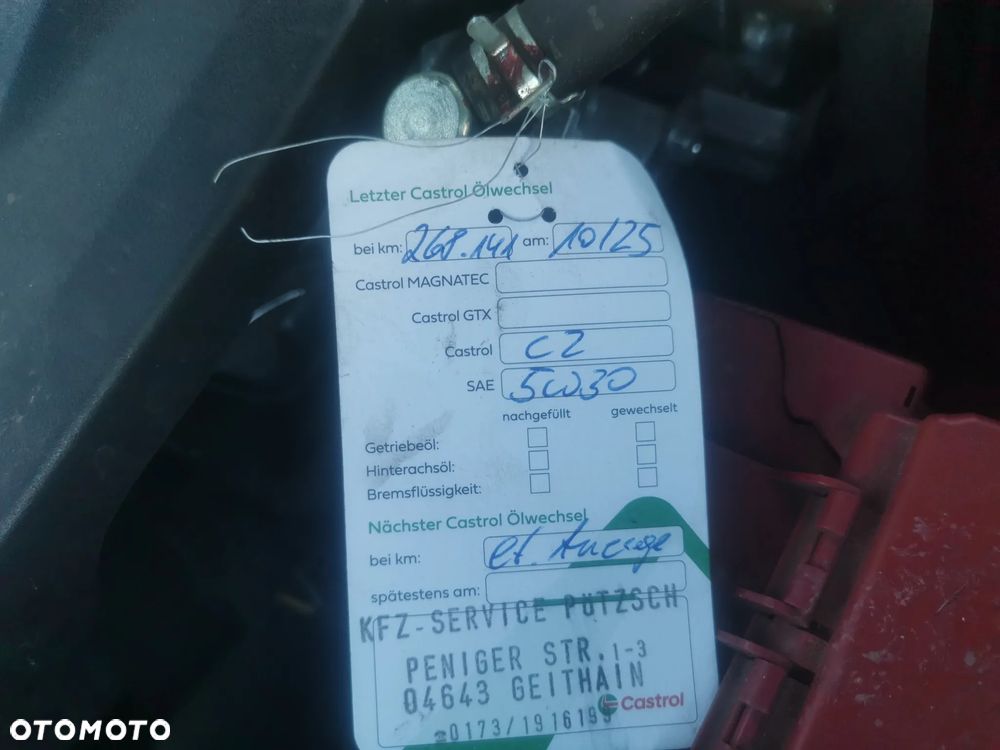 Letzter Castrol Ölwechsel
bei km: 268.141 am: 10/25
Castrol MAGNATEC
Castrol GTX
Castrol C2
SAE 5W30
nachgefüllt gewechselt
Getriebeöl:
Hinterachsöl:
Bremsflüssigkeit:
Nächster Castrol Ölwechsel
bei km: lt. Anzeige
spätestens am:
KFZ-SERVICE PÜTZSCH
PENIGER STR. 1-3
04643 GEITHAIN
Castrol
☎0173/1916199
OTOMOTO